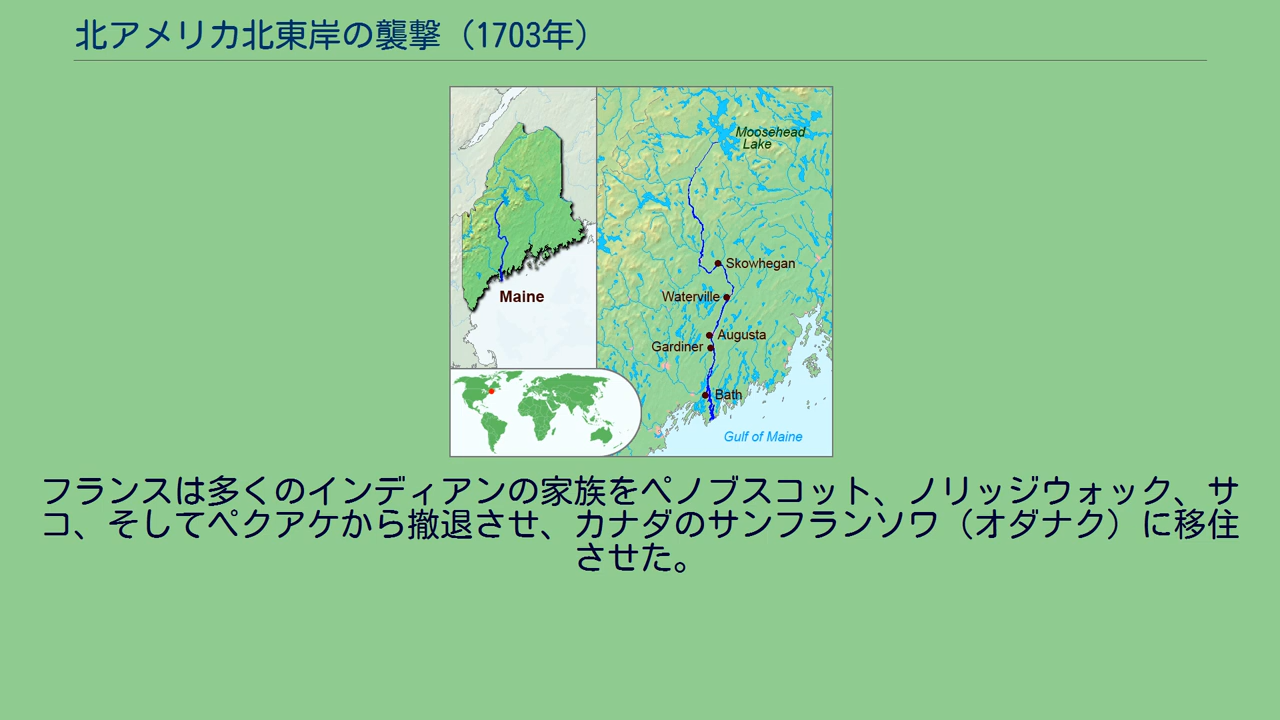 北アメリカ北東岸の襲撃（1703年）
Moosehead
Lake
Skowhegan
Waterville
Augusta
Gardiner
Bath
Gulf of Maine
Maine
フランスは多くのインディアンの家族をペノブスコット、ノリッジウォック、サ
コ、そしてペクアケから撤退させ、カナダのサンフランソワ（オダナク）に移住
させた。